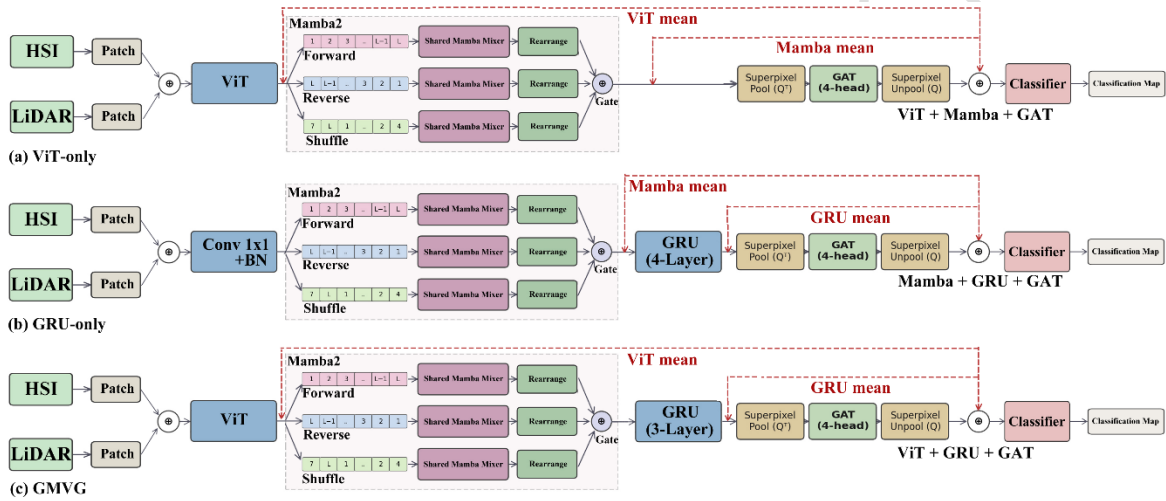 ViT mean
Mamba2
Mamba mean
HSI
Patch
1 2 3 .. L-1 L
Shared Mamba Mixer
Rearrange
Forward
ViT
L L-1 .. 3 2 1
Shared Mamba Mixer
Rearrange
Reverse
Gate
Superpixel
Pool (Qᵀ)
GAT
(4-head)
Superpixel
Unpool (Q)
Classifier
Classification Map
LiDAR
Patch
7 L 1 .. 2 4
Shared Mamba Mixer
Rearrange
Shuffle
ViT + Mamba + GAT
(a) ViT-only
Mamba2
Mamba mean
HSI
Patch
1 2 3 .. L-1 L
Shared Mamba Mixer
Rearrange
Forward
GRU mean
Conv 1x1
+BN
L L-1 .. 3 2 1
Shared Mamba Mixer
Rearrange
Reverse
Gate
GRU
(4-Layer)
Superpixel
Pool (Qᵀ)
GAT
(4-head)
Superpixel
Unpool (Q)
Classifier
Classification Map
LiDAR
Patch
7 L 1 .. 2 4
Shared Mamba Mixer
Rearrange
Shuffle
Mamba + GRU + GAT
(b) GRU-only
Mamba2
ViT mean
HSI
Patch
1 2 3 .. L-1 L
Shared Mamba Mixer
Rearrange
Forward
GRU mean
ViT
L L-1 .. 3 2 1
Shared Mamba Mixer
Rearrange
Reverse
Gate
GRU
(3-Layer)
Superpixel
Pool (Qᵀ)
GAT
(4-head)
Superpixel
Unpool (Q)
Classifier
Classification Map
LiDAR
Patch
7 L 1 .. 2 4
Shared Mamba Mixer
Rearrange
Shuffle
ViT + GRU + GAT
(c) GMVG